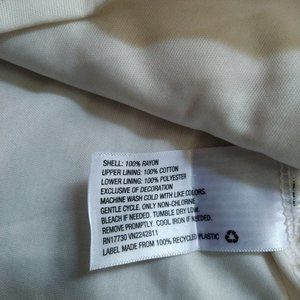 SHELL: 100% RAYON
UPPER LINING: 100% COTTON
LOWER LINING: 100% POLYESTER
EXCLUSIVE OF DECORATION
MACHINE WASH COLD WITH LIKE COLORS.
GENTLE CYCLE. ONLY NON-CHLORINE
BLEACH IF NEEDED. TUMBLE DRY LOW.
REMOVE PROMPTLY. COOL IRON IF NEEDED.
RN17730 VN2242811
LABEL MADE FROM 100% RECYCLED PLASTIC